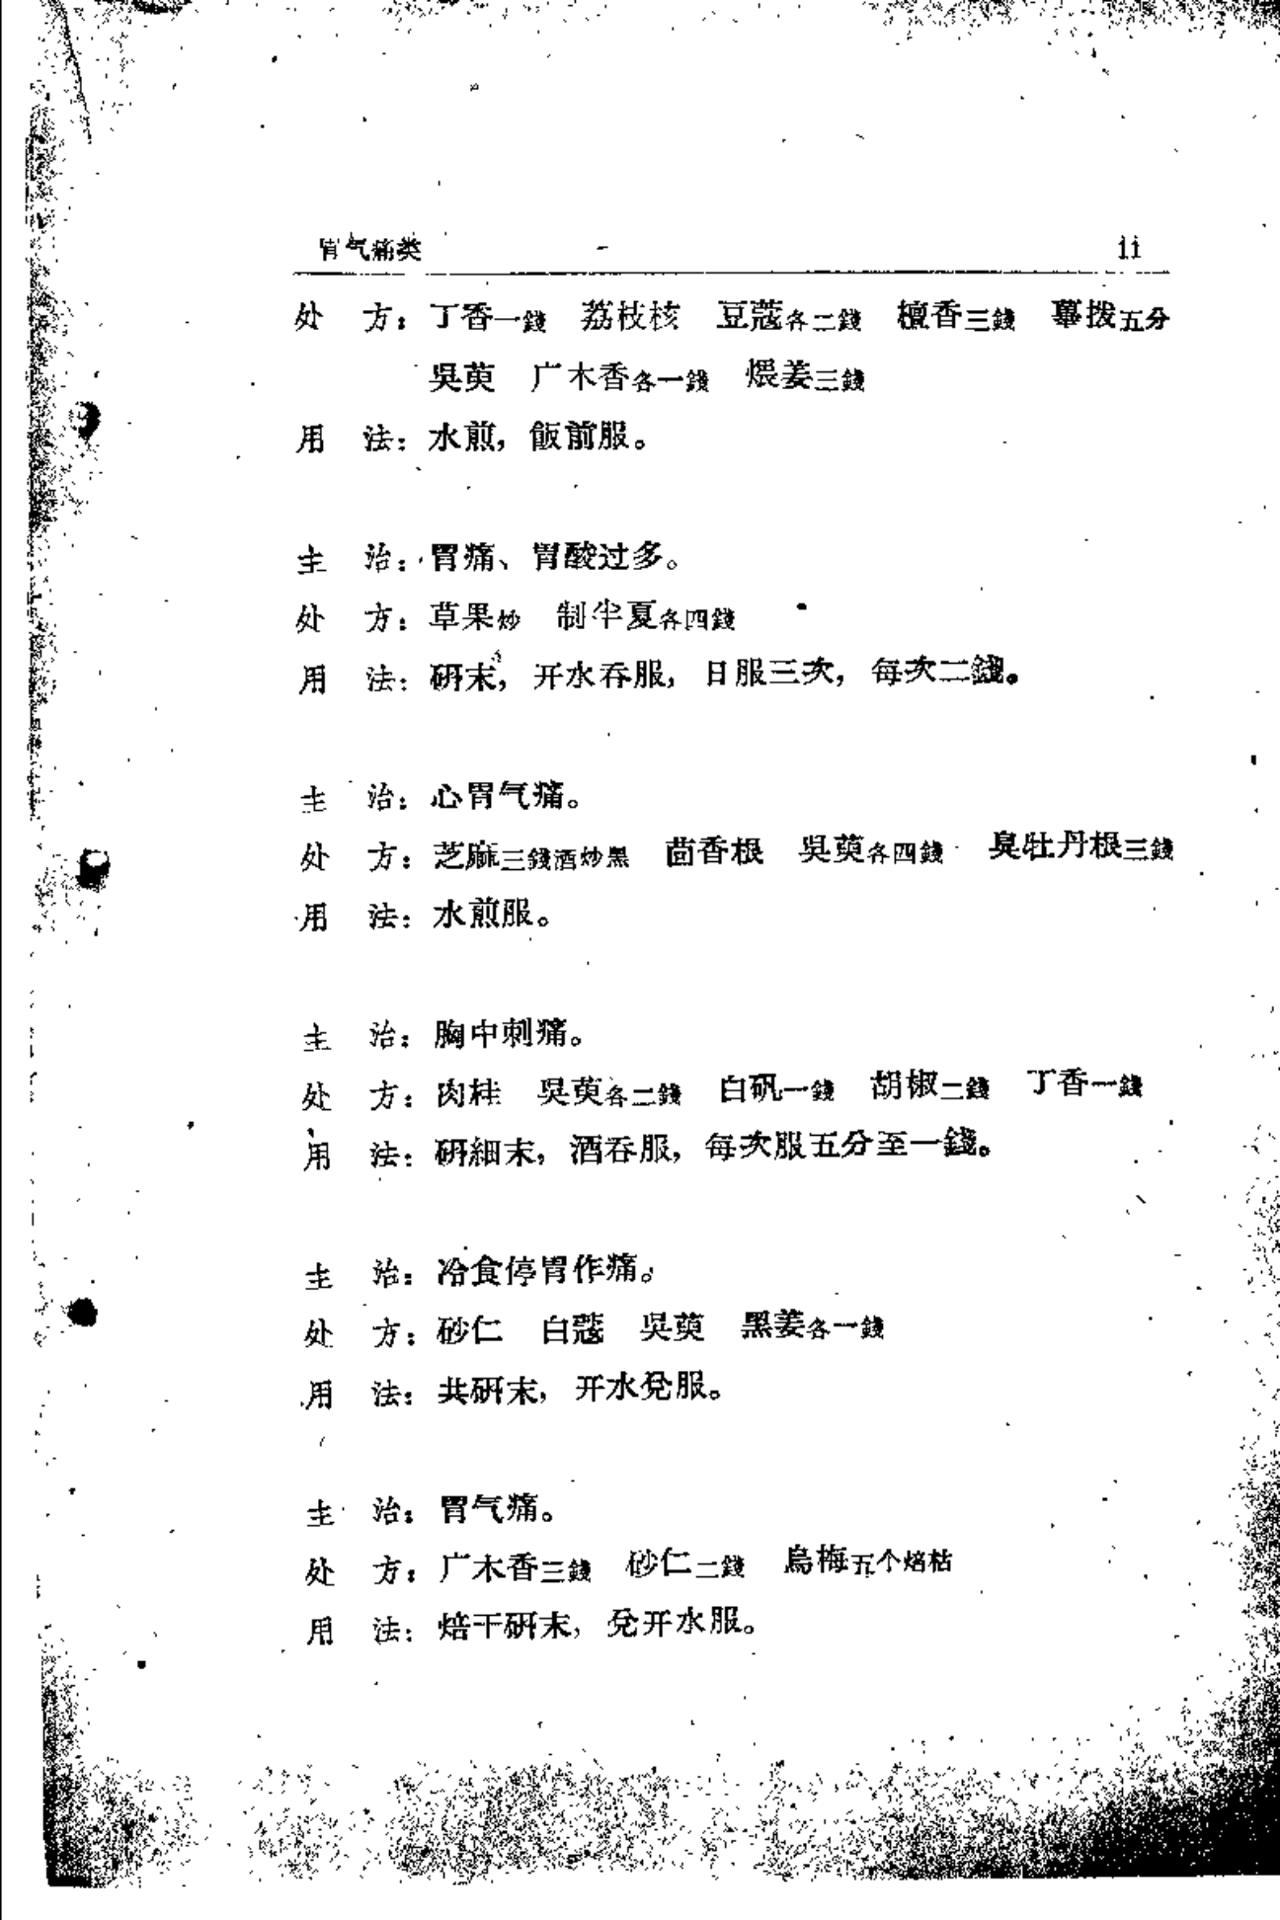 胃气痛类 11
处 方：丁香一錢 荔枝核 豆蔻各二錢 檀香三錢 蓽拨五分
吳萸 广木香各一錢 煨姜三錢
用 法：水煎，飯前服。
主 治：胃痛、胃酸过多。
处 方：草果炒 制半夏各四錢
用 法：研末，开水吞服，日服三次，每次二錢。
主 治：心胃气痛。
处 方：芝麻三錢酒炒黑 茴香根 吳萸各四錢 臭牡丹根三錢
用 法：水煎服。
主 治：胸中刺痛。
处 方：肉桂 吳萸各二錢 白矾一錢 胡椒二錢 丁香一錢
用 法：研細末，酒吞服，每次服五分至一錢。
主 治：冷食停胃作痛。
处 方：砂仁 白蔻 吳萸 黑姜各一錢
用 法：共研末，开水兌服。
主 治：胃气痛。
处 方：广木香三錢 砂仁二錢 烏梅五个焙枯
用 法：焙干研末，兌开水服。